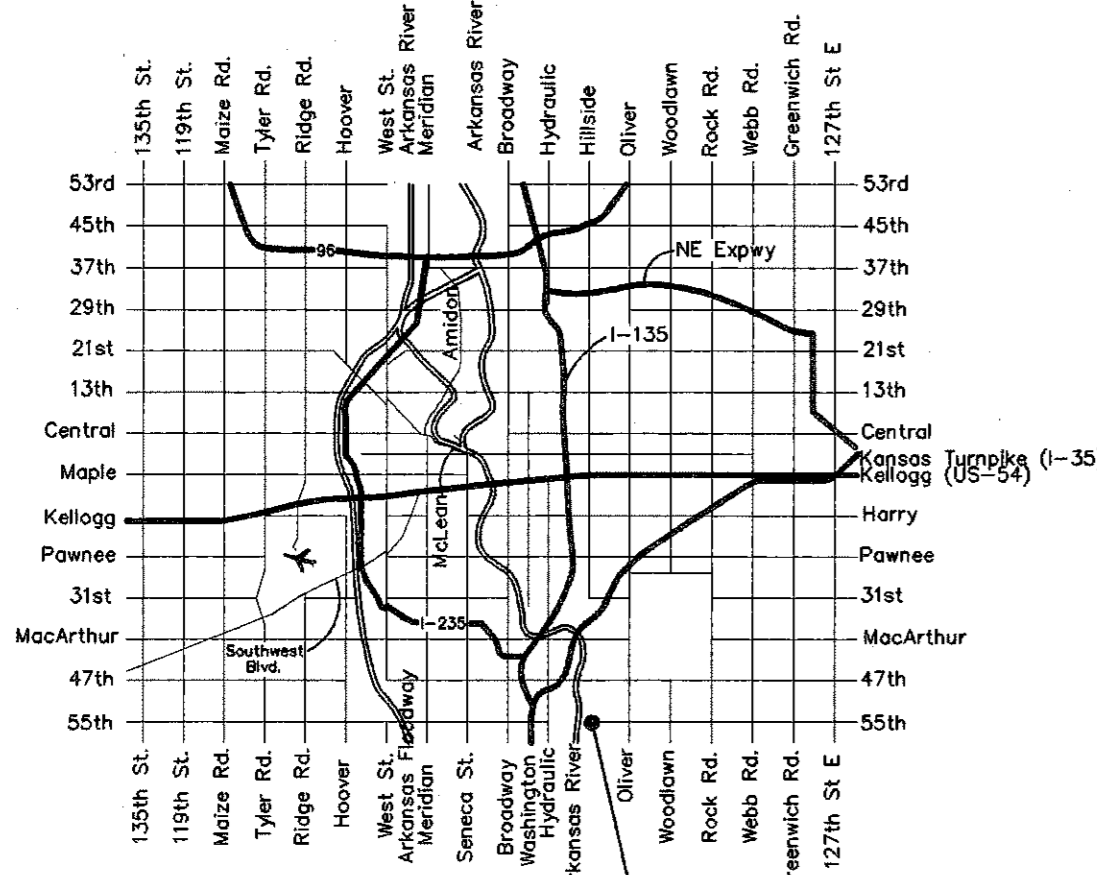 135th St.
119th St.
Maize Rd.
Tyler Rd.
Ridge Rd.
Hoover
West St.
Arkansas River
Meridian
Arkansas River
Broadway
Hydraulic
Hillside
Oliver
Woodlawn
Rock Rd.
Webb Rd.
Greenwich Rd.
127th St E
53rd
53rd
45th
45th
96
NE Expwy
37th
37th
29th
29th
Amidon
I-135
21st
21st
13th
13th
Central
Central
Kansas Turnpike (I-35
Maple
Kellogg (US-54)
McLean
Kellogg
Harry
Pawnee
Pawnee
31st
31st
I-235
MacArthur
MacArthur
Southwest
Blvd.
47th
47th
55th
55th
135th St.
119th St.
Maize Rd.
Tyler Rd.
Ridge Rd.
Hoover
West St.
Arkansas Floodway
Meridian
Seneca St.
Broadway
Washington
Hydraulic
rkansas River
Oliver
Woodlawn
Rock Rd.
Webb Rd.
reenwich Rd.
127th St E